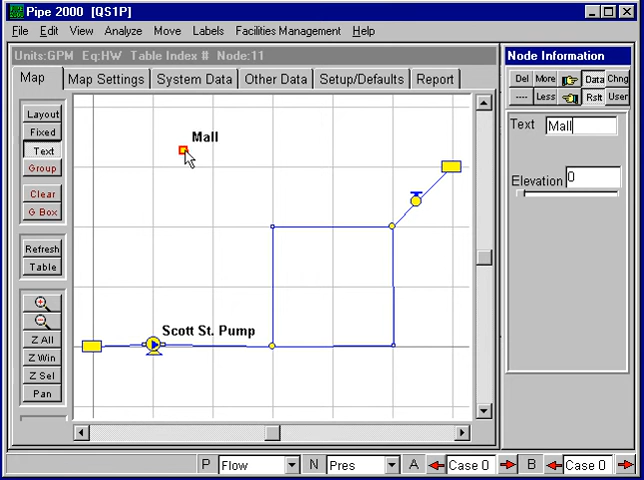 Pipe 2000 [QS1P]
File Edit View Analyze Move Labels Facilities Management Help
Units:GPM Eq:HW Table Index # Node:11
Map Map Settings System Data Other Data Setup/Defaults Report
Layout
Fixed
Text
Group
Clear
G Box
Refresh
Table
Z All
Z Win
Z Sel
Pan
Mall
Scott St. Pump
Node Information
Del More Data Chng
---- Less Rslt User
Text Mall
Elevation 0
P Flow N Pres A Case 0 B Case 0